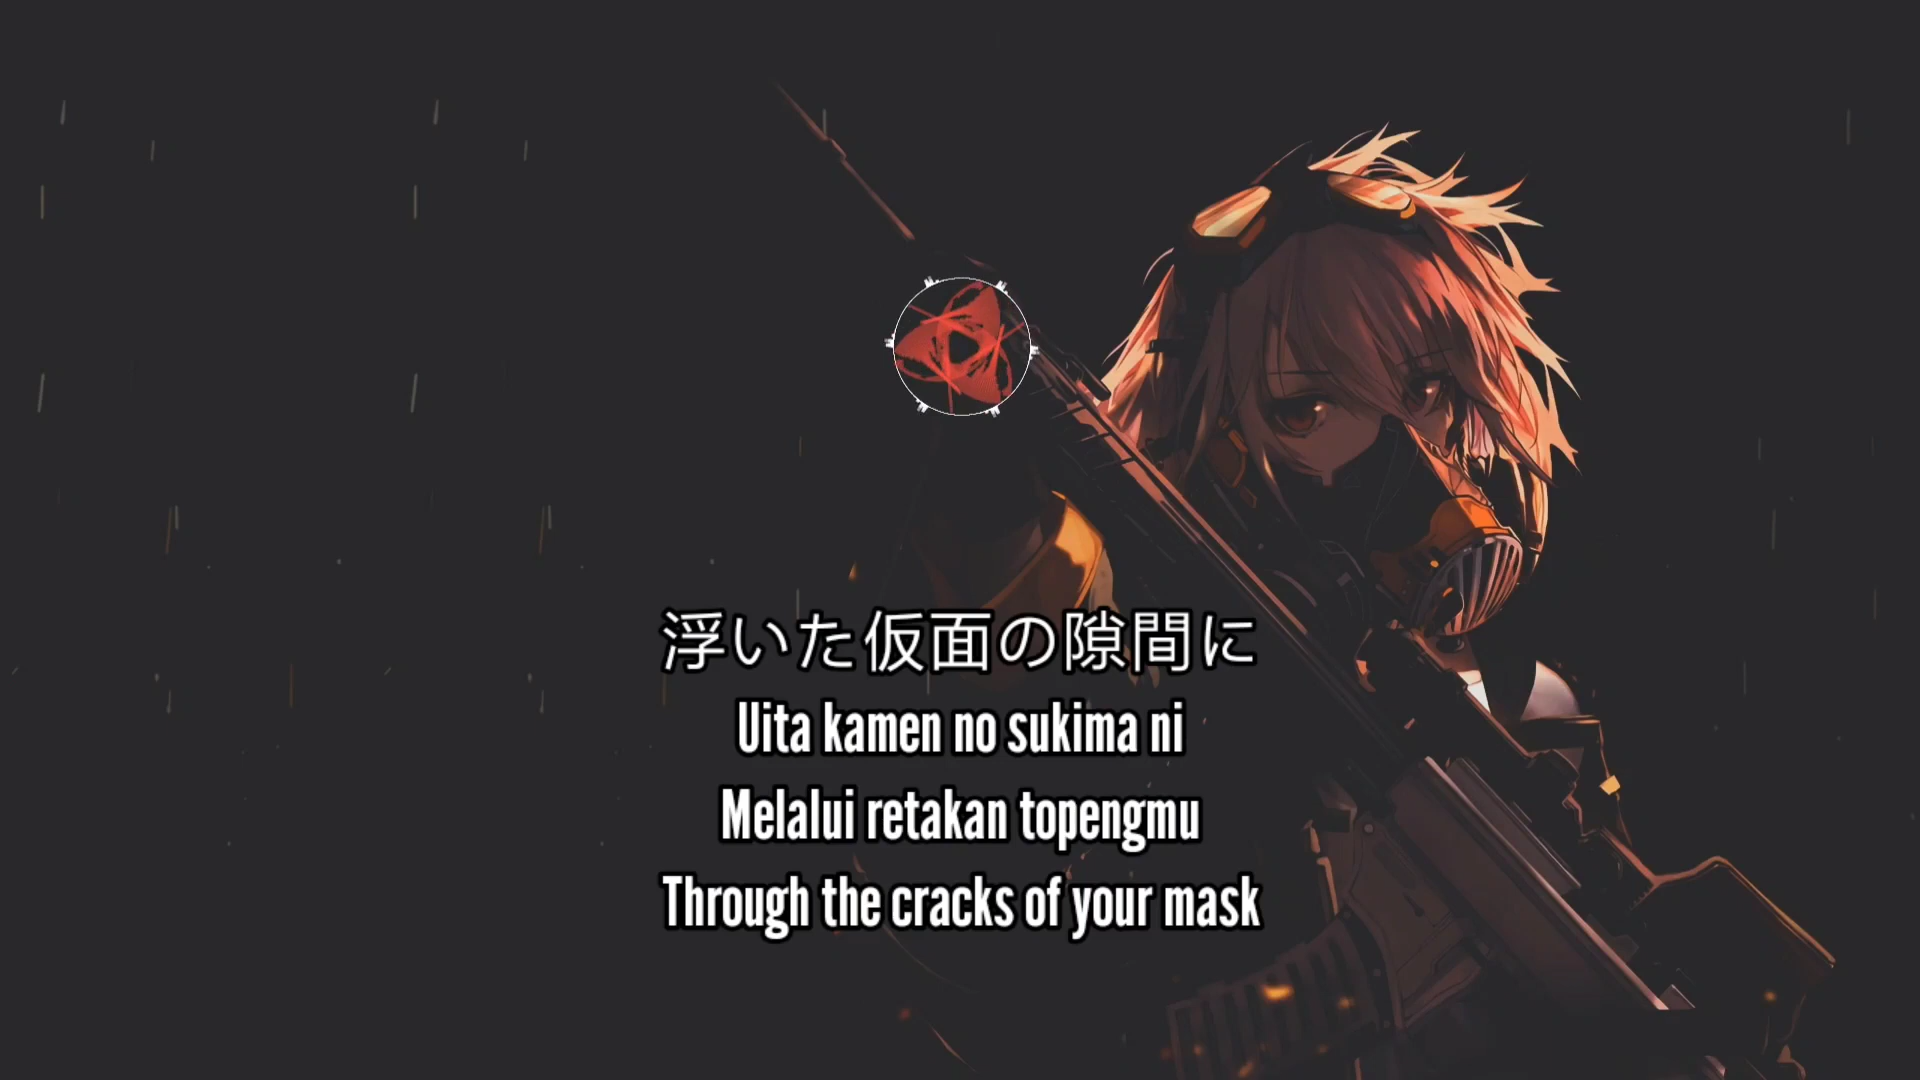 浮いた仮面の隙間に
Uita kamen no sukima ni
Melalui retakan topengmu
Through the cracks of your mask